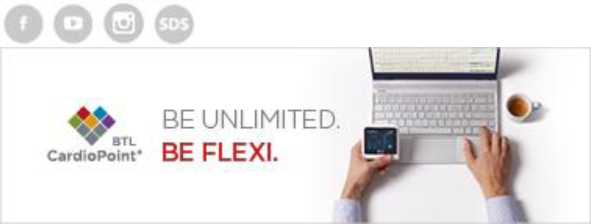 f SDS
BE UNLIMITED.
BTL
CardioPoint®
BE FLEXI.